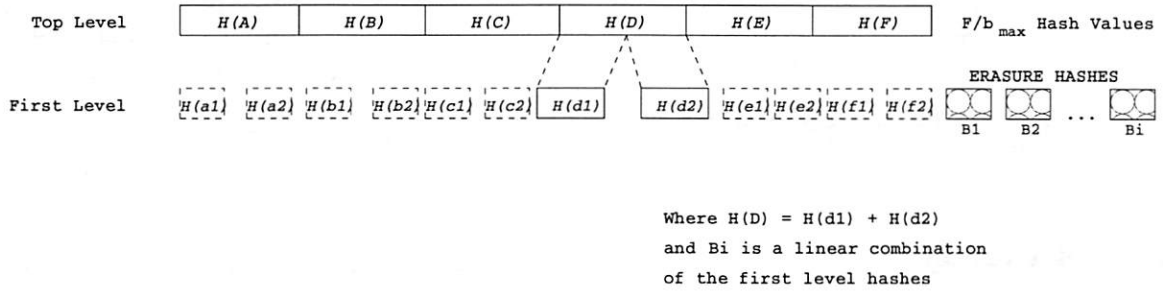 Top Level H(A) H(B) H(C) H(D) H(E) H(F) F/b max Hash Values
ERASURE HASHES
First Level H(a1) H(a2) H(b1) H(b2) H(c1) H(c2) H(d1) H(d2) H(e1) H(e2) H(f1) H(f2) ...
B1 B2 Bi
Where H(D) = H(d1) + H(d2)
and Bi is a linear combination
of the first level hashes